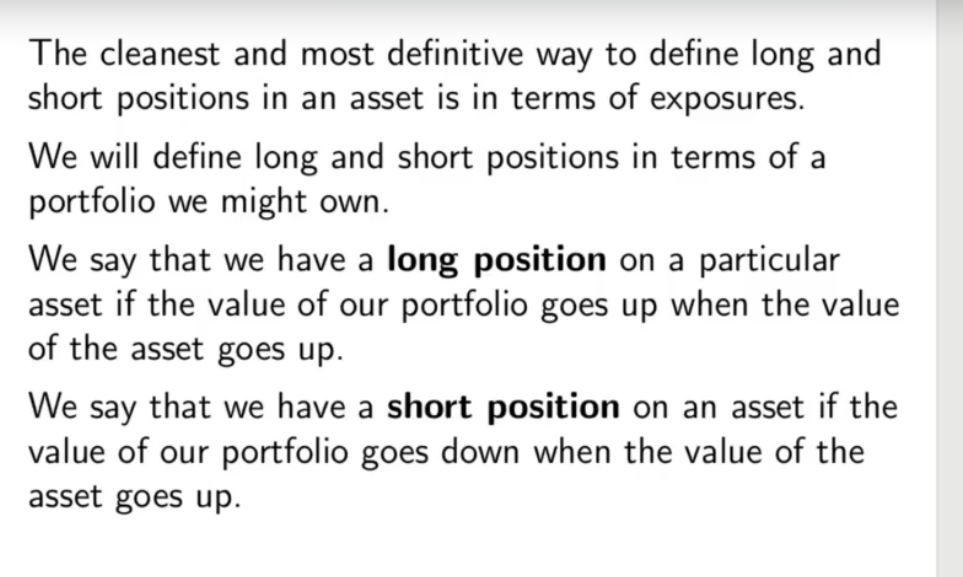 The cleanest and most definitive way to define long and
short positions in an asset is in terms of exposures.
We will define long and short positions in terms of a
portfolio we might own.
We say that we have a long position on a particular
asset if the value of our portfolio goes up when the value
of the asset goes up.
We say that we have a short position on an asset if the
value of our portfolio goes down when the value of the
asset goes up.